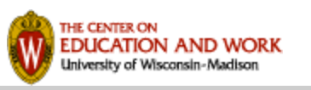 W
THE CENTER ON
EDUCATION AND WORK
University of Wisconsin-Madison